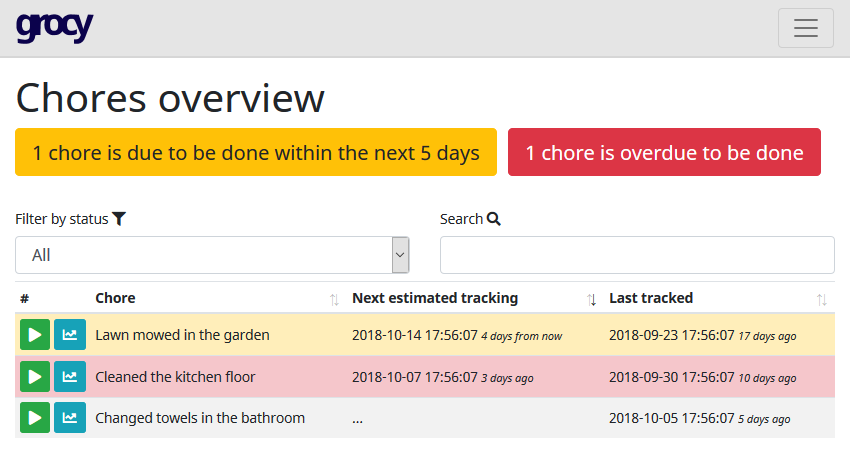 grocy
Chores overview
1 chore is due to be done within the next 5 days 1 chore is overdue to be done
Filter by status Search
All
# Chore Next estimated tracking Last tracked
Lawn mowed in the garden 2018-10-14 17:56:07 4 days from now 2018-09-23 17:56:07 17 days ago
Cleaned the kitchen floor 2018-10-07 17:56:07 3 days ago 2018-09-30 17:56:07 10 days ago
Changed towels in the bathroom ... 2018-10-05 17:56:07 5 days ago